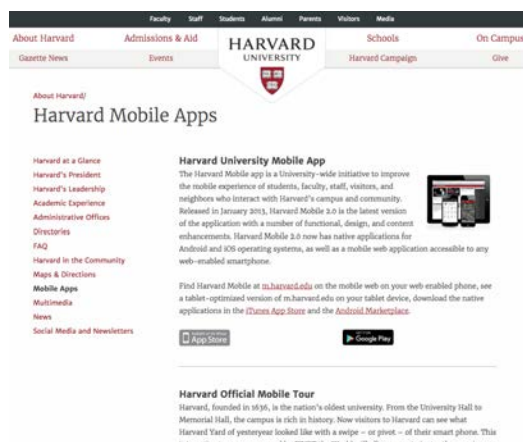 Faculty Staff Students Alumni Parents Visitors Media
About Harvard Admissions & Aid HARVARD UNIVERSITY Schools On Campus
Gazette News Events Harvard Campaign Give
About Harvard/
Harvard Mobile Apps
Harvard at a Glance
Harvard's President
Harvard's Leadership
Academic Experience
Administrative Offices
Directories
FAQ
Harvard in the Community
Maps & Directions
Mobile Apps
Multimedia
News
Social Media and Newsletters
Harvard University Mobile App
The Harvard Mobile app is a University-wide initiative to improve
the mobile experience of students, faculty, staff, visitors, and
neighbors who interact with Harvard's campus and community.
Released in January 2013, Harvard Mobile 2.0 is the latest version
of the application with a number of functional, design, and content
enhancements. Harvard Mobile 2.0 now has native applications for
Android and iOS operating systems, as well as a mobile web application accessible to any
web-enabled smartphone.
Find Harvard Mobile at m.harvard.edu on the mobile web on your web enabled phone, see
a tablet-optimized version of m.harvard.edu on your tablet device, download the native
applications in the iTunes App Store and the Android Marketplace.
App Store
Google Play
Harvard Official Mobile Tour
Harvard, founded in 1636, is the nation's oldest university. From the University Hall to
Memorial Hall, the campus is rich in history. Now visitors to Harvard can see what
Harvard Yard of yesteryear looked like with a swipe – or pivot – of their smart phone. This